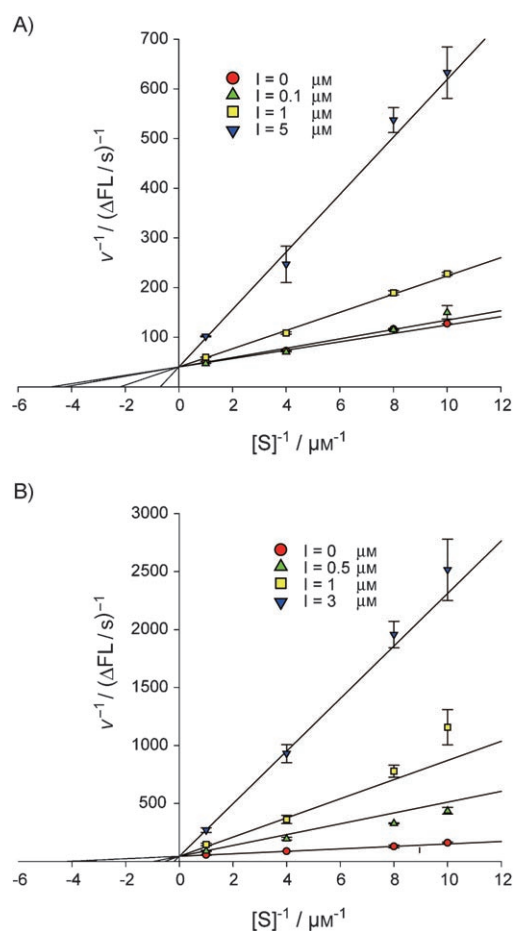 A)
700
600
500
400
300
200
100
I = 0 μM
I = 0.1 μM
I = 1 μM
I = 5 μM
v⁻¹ / (ΔFL / s)⁻¹
-6 -4 -2 0 2 4 6 8 10 12
[S]⁻¹ / μM⁻¹
B)
3000
2500
2000
1500
1000
500
I = 0 μM
I = 0.5 μM
I = 1 μM
I = 3 μM
v⁻¹ / (ΔFL / s)⁻¹
-6 -4 -2 0 2 4 6 8 10 12
[S]⁻¹ / μM⁻¹